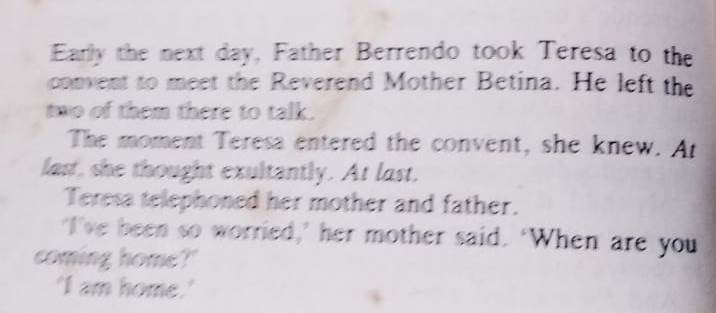 Early the next day, Father Berrendo took Teresa to the
convent to meet the Reverend Mother Betina. He left the
two of them there to talk.
The moment Teresa entered the convent, she knew. At
last, she thought exultantly. At last.
Teresa telephoned her mother and father.
‘I've been so worried,’ her mother said. ‘When are you
coming home?’
‘I am home.’